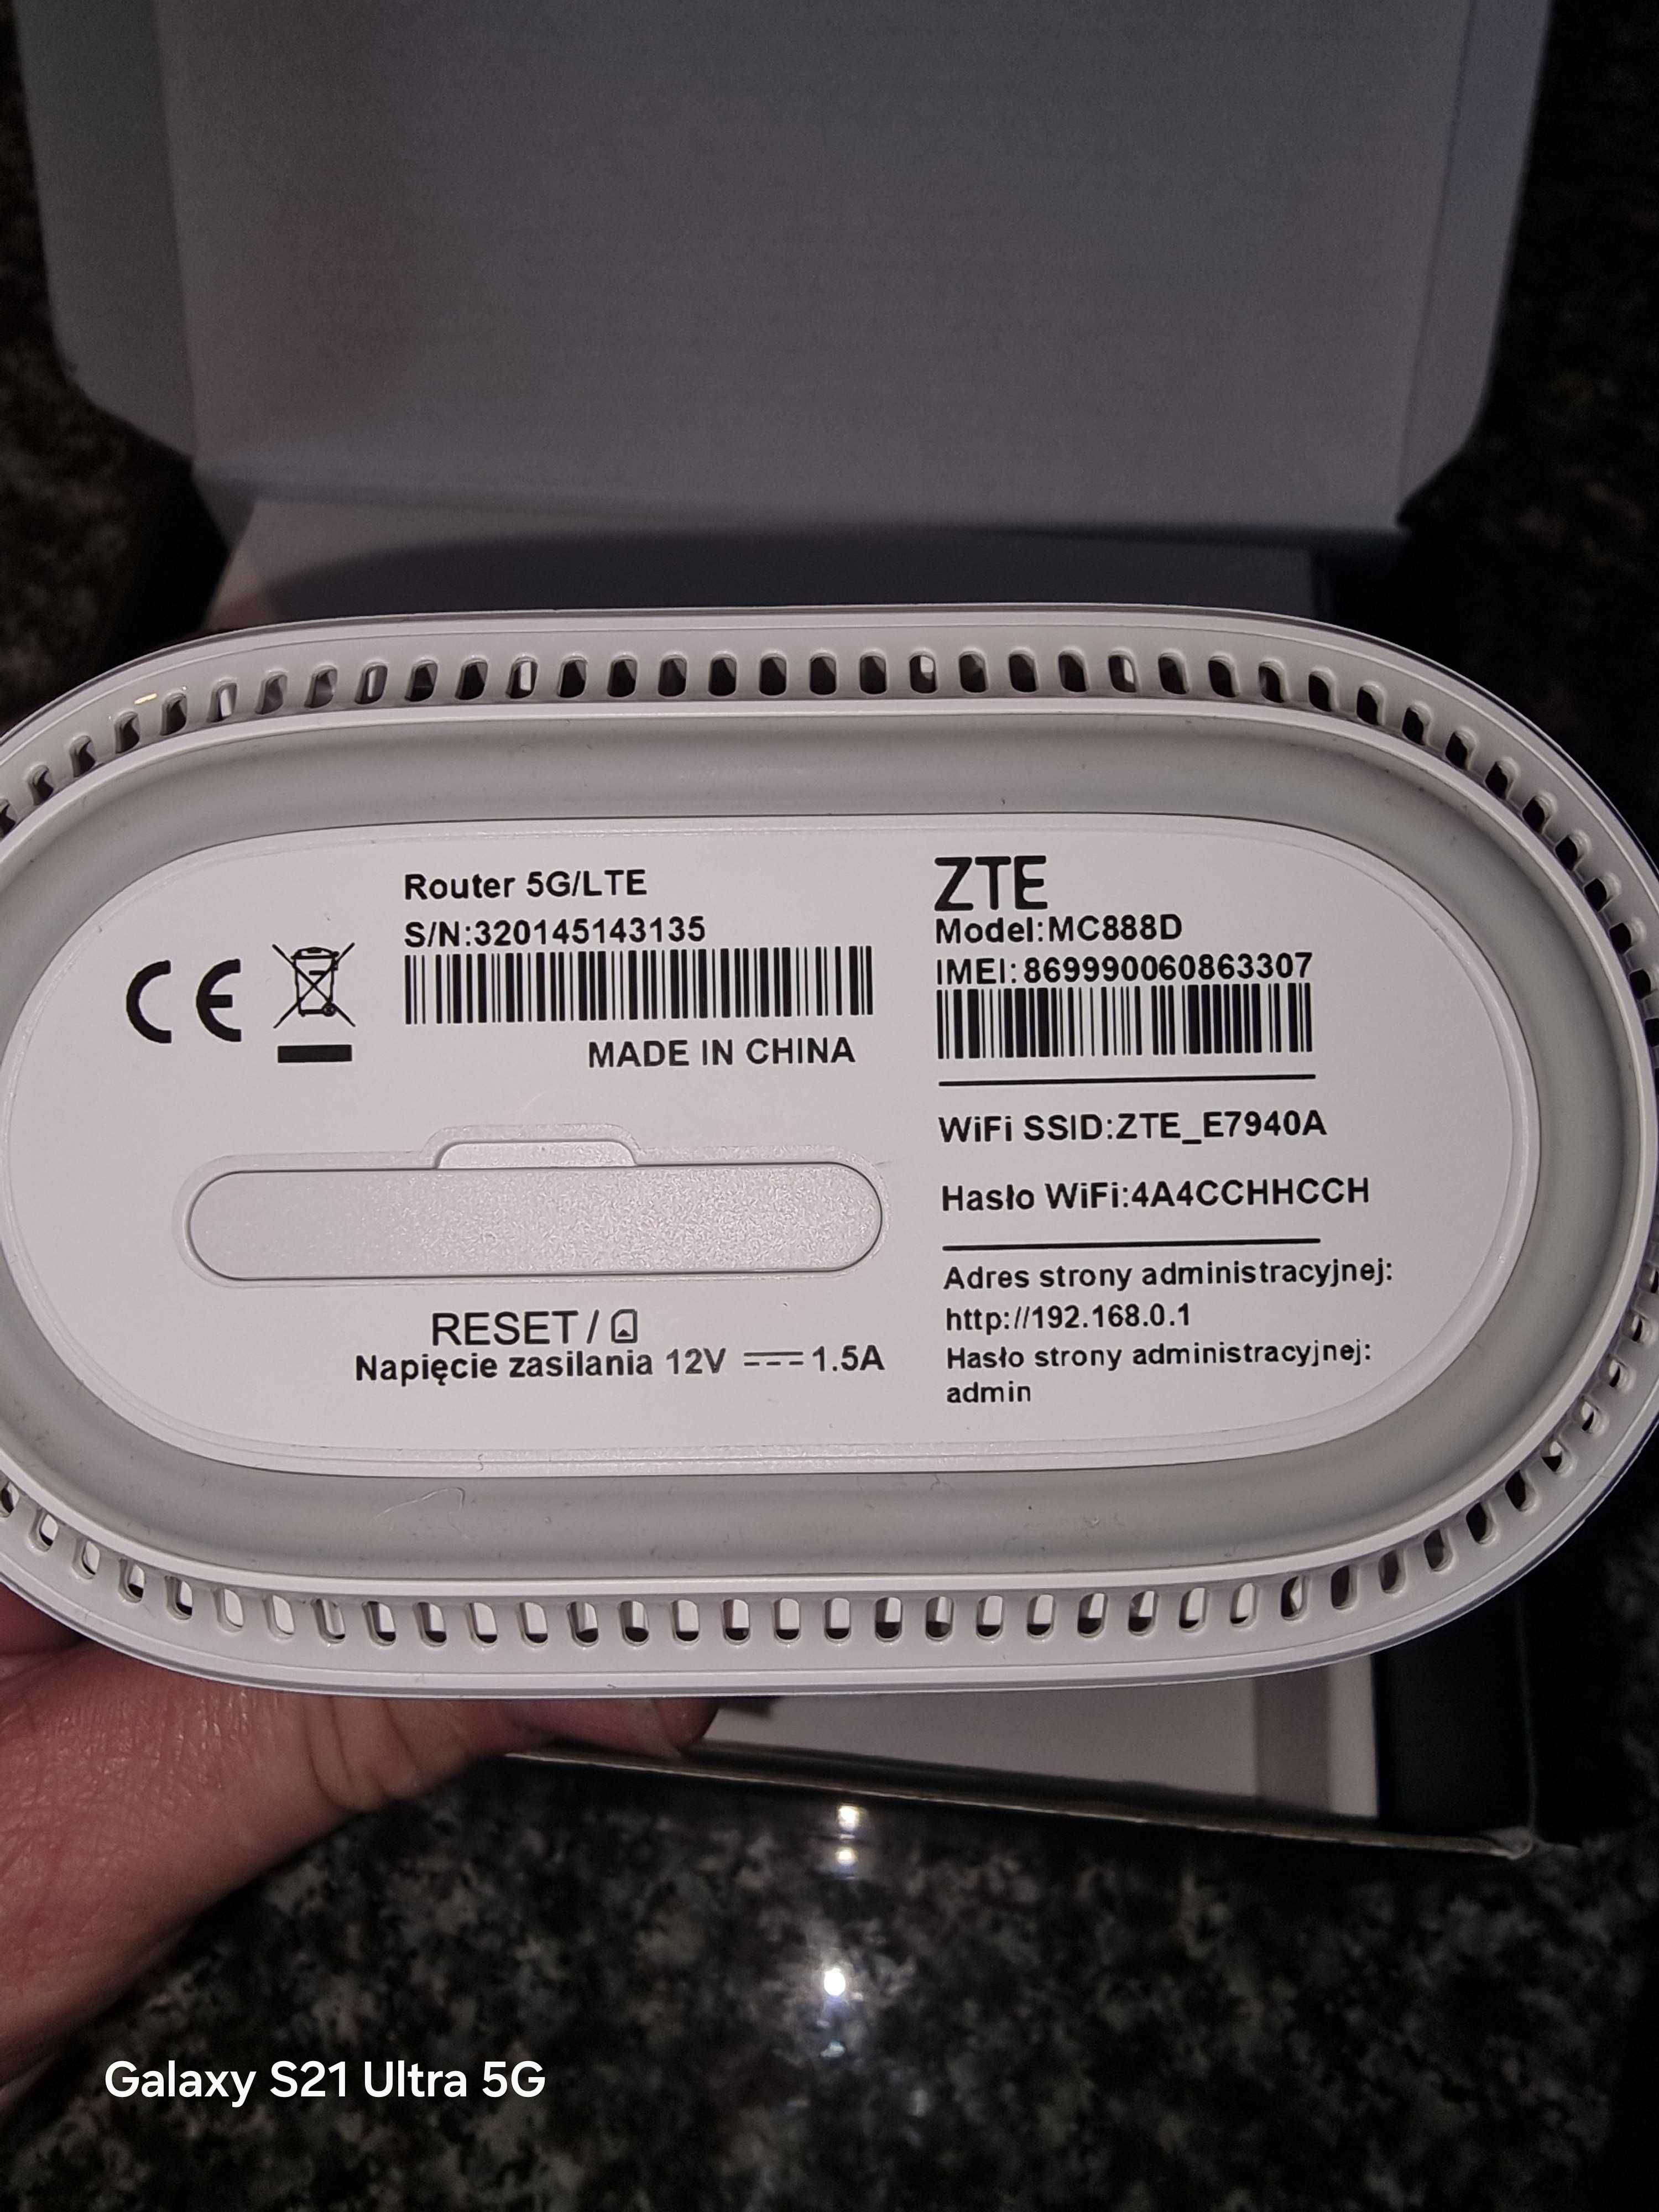 Router 5G/LTE
S/N:320145143135
MADE IN CHINA
RESET /
Napięcie zasilania 12V 1.5A
ZTE
Model:MC888D
IMEI:869990060863307
WiFi SSID:ZTE_E7940A
Hasło WiFi:4A4CCHHCCH
Adres strony administracyjnej:
http://192.168.0.1
Hasło strony administracyjnej:
admin
Galaxy S21 Ultra 5G